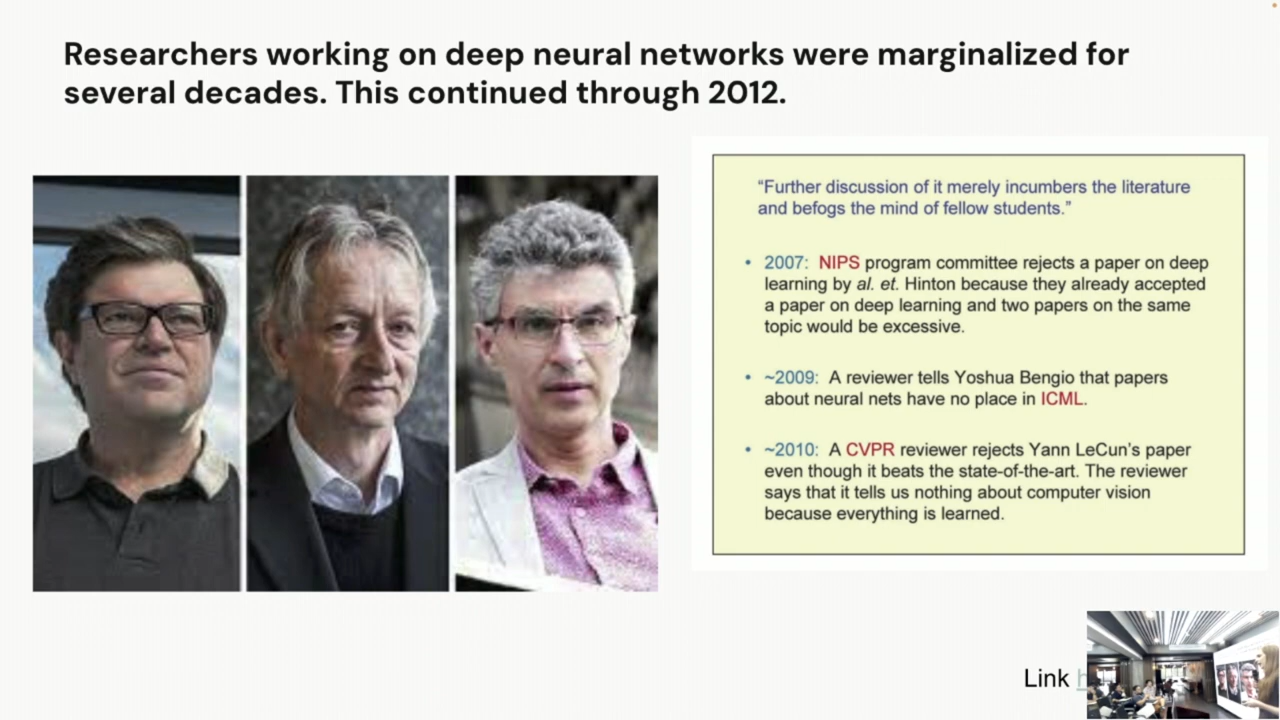 Researchers working on deep neural networks were marginalized for
several decades. This continued through 2012.
“Further discussion of it merely incumbers the literature
and befogs the mind of fellow students.”
• 2007: NIPS program committee rejects a paper on deep
learning by al. et. Hinton because they already accepted
a paper on deep learning and two papers on the same
topic would be excessive.
• ~2009: A reviewer tells Yoshua Bengio that papers
about neural nets have no place in ICML.
• ~2010: A CVPR reviewer rejects Yann LeCun’s paper
even though it beats the state-of-the-art. The reviewer
says that it tells us nothing about computer vision
because everything is learned.
Link